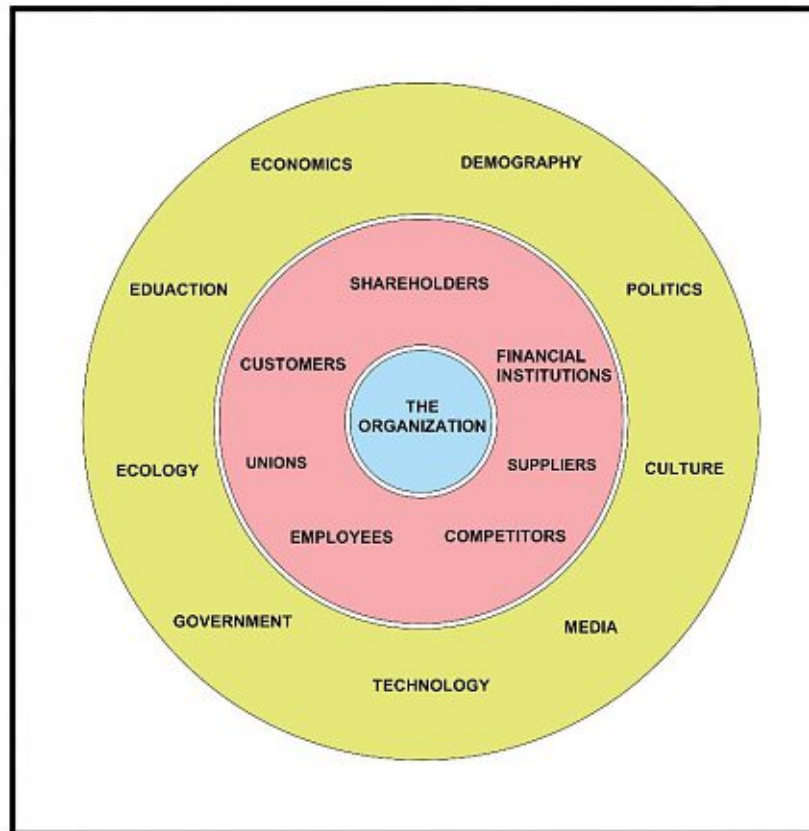 ECONOMICS
DEMOGRAPHY
EDUACTION
POLITICS
SHAREHOLDERS
CUSTOMERS
FINANCIAL
INSTITUTIONS
THE
ORGANIZATION
ECOLOGY
UNIONS
SUPPLIERS
CULTURE
EMPLOYEES
COMPETITORS
GOVERNMENT
MEDIA
TECHNOLOGY